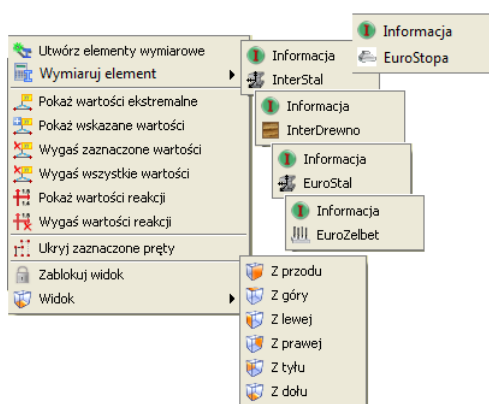 Informacja
EuroStopa
Utwórz elementy wymiarowe
Wymiaruj element
Informacja
InterStal
Pokaż wartości ekstremalne
Pokaż wskazane wartości
Wygaś zaznaczone wartości
Wygaś wszystkie wartości
Pokaż wartości reakcji
Wygaś wartości reakcji
Ukryj zaznaczone pręty
Zablokuj widok
Widok
Informacja
InterDrewno
Informacja
EuroStal
Informacja
EuroZelbet
Z przodu
Z góry
Z lewej
Z prawej
Z tyłu
Z dołu